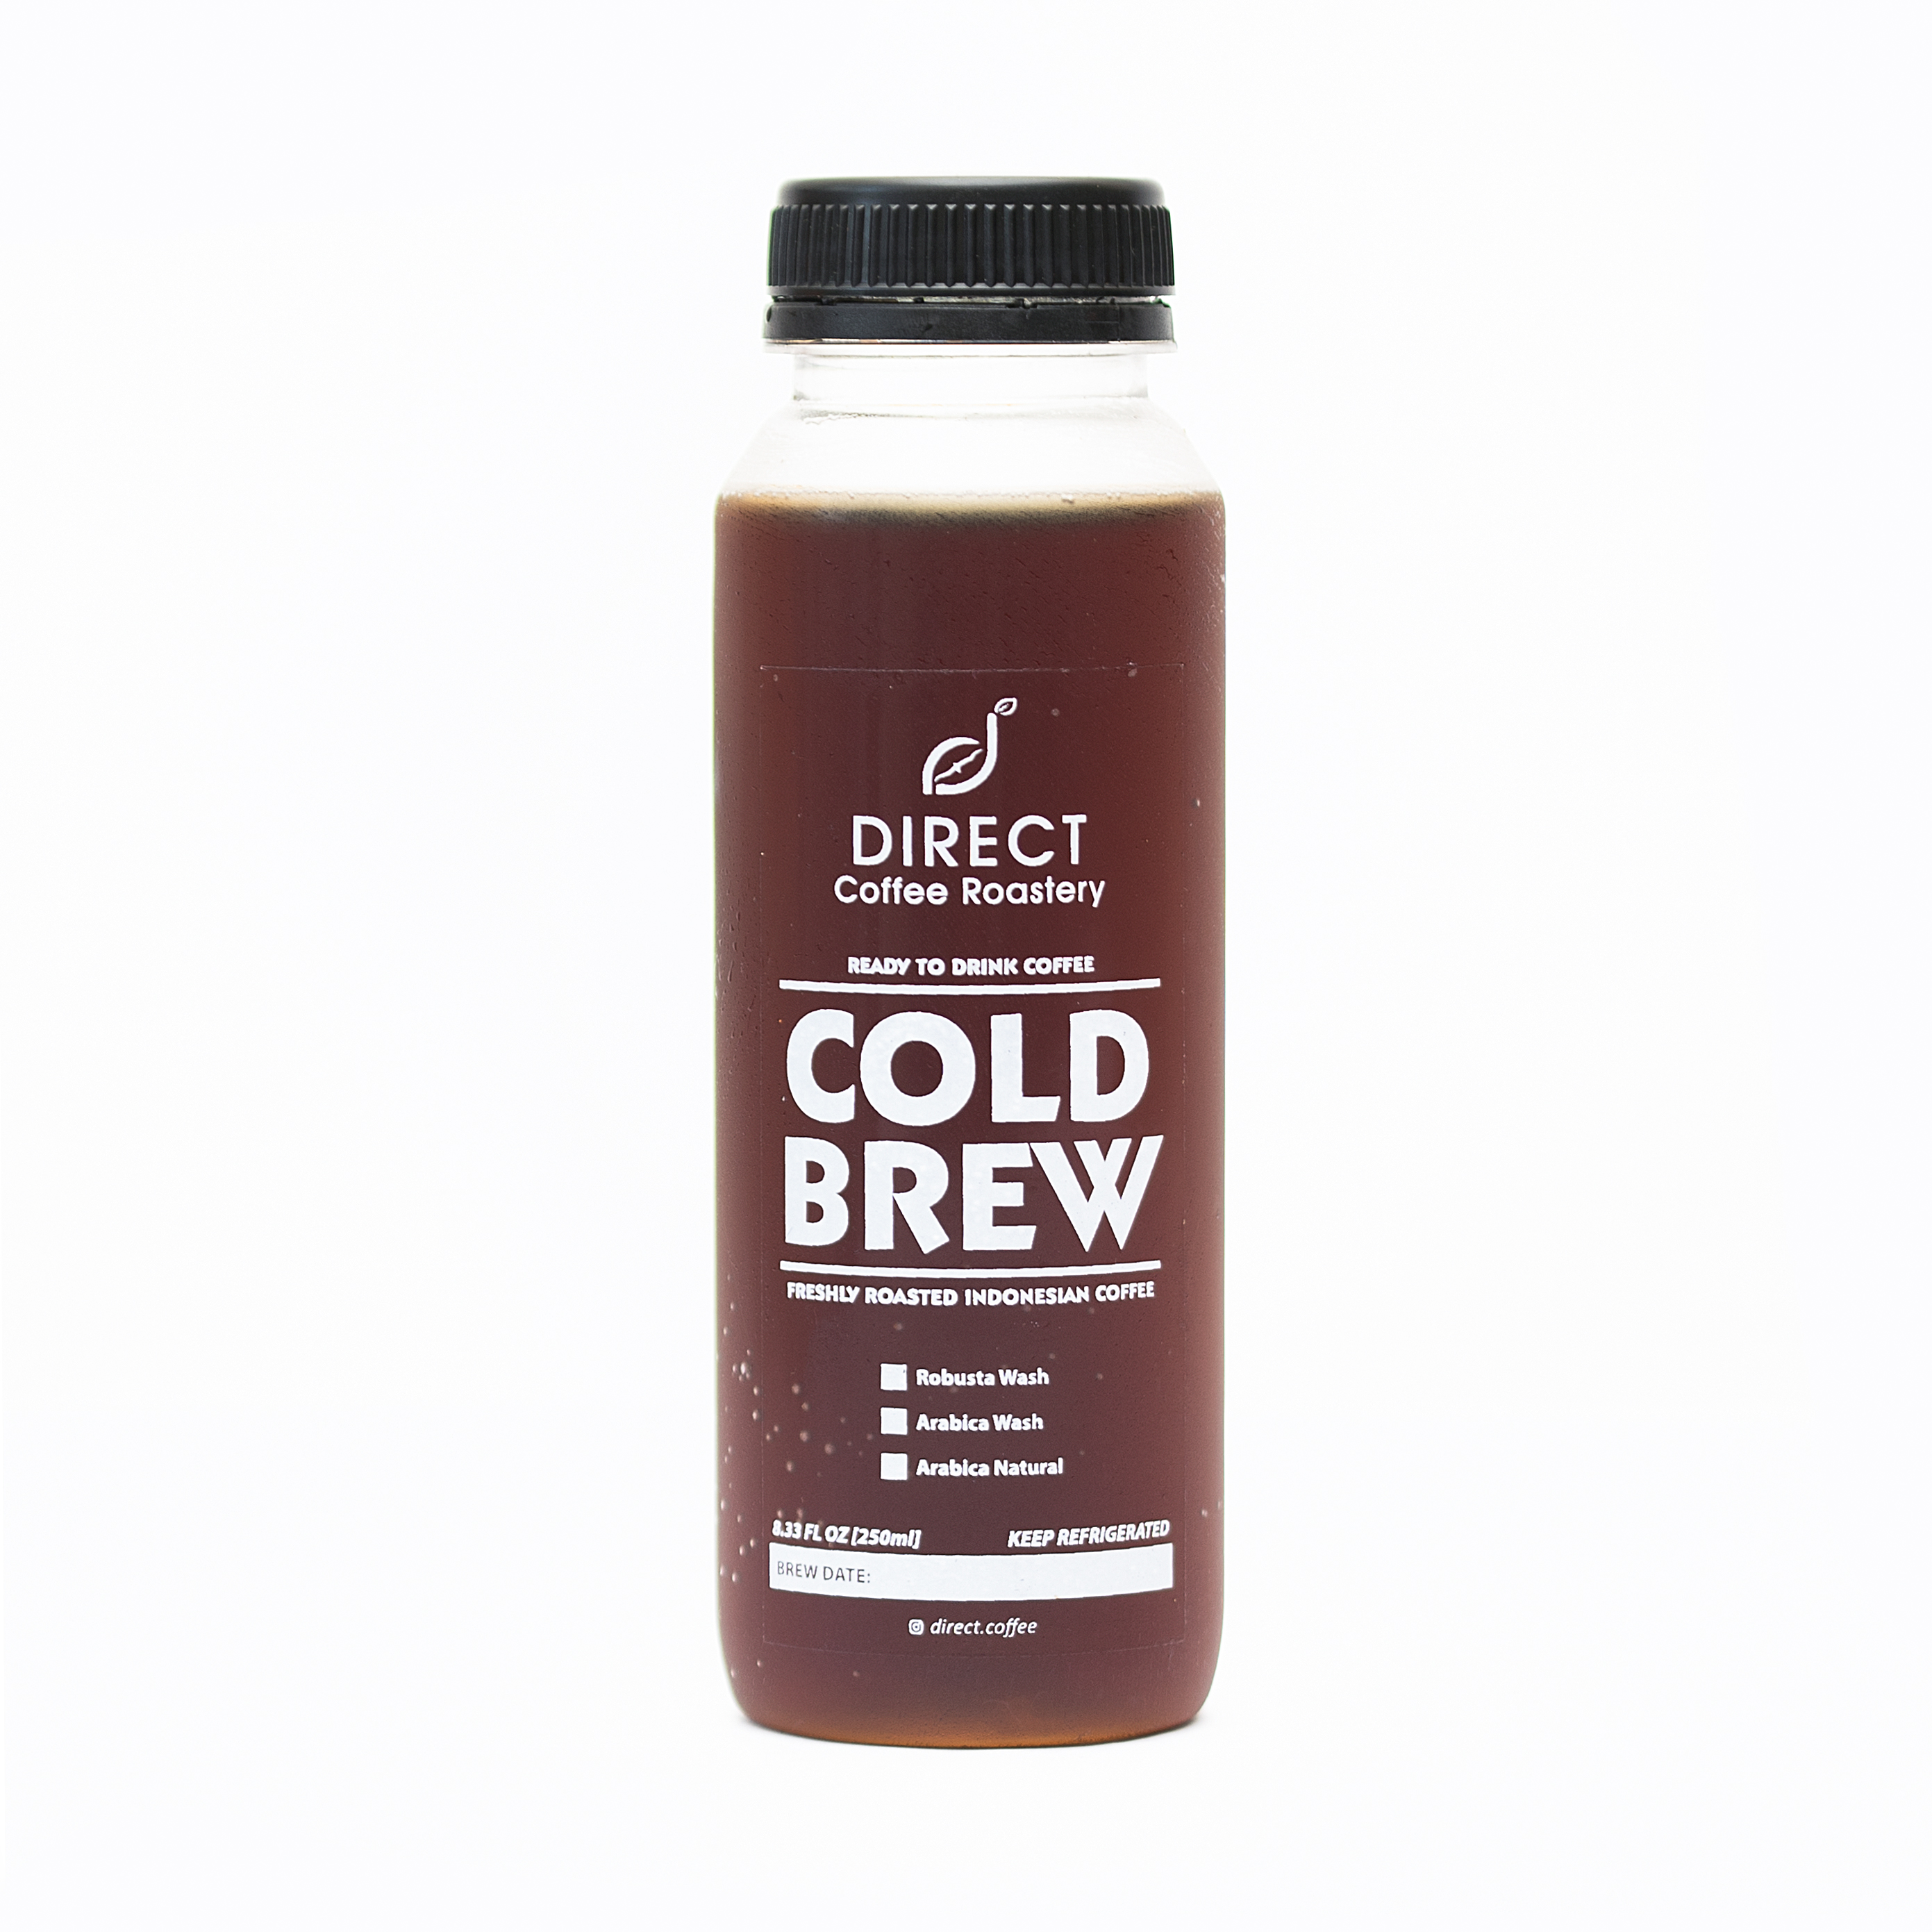 DIRECT
Coffee Roastery
READY TO DRINK COFFEE
COLD
BREW
FRESHLY ROASTED INDONESIAN COFFEE
Robusta Wash
Arabica Wash
Arabica Natural
8.33 FL OZ [250ml] KEEP REFRIGERATED
BREW DATE:
direct.coffee